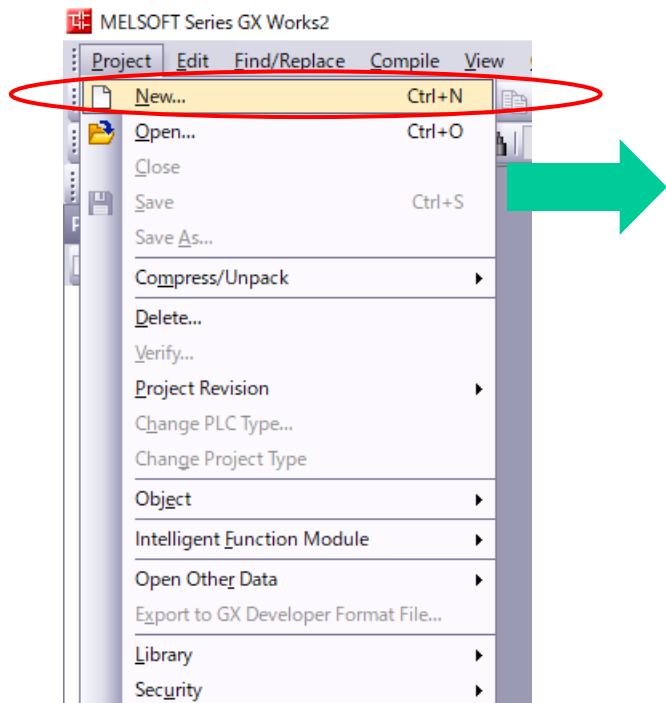 MELSOFT Series GX Works2
Project Edit Find/Replace Compile View
New... Ctrl+N
Open... Ctrl+O
Close
Save Ctrl+S
Save As...
Compress/Unpack
Delete...
Verify...
Project Revision
Change PLC Type...
Change Project Type
Object
Intelligent Function Module
Open Other Data
Export to GX Developer Format File...
Library
Security